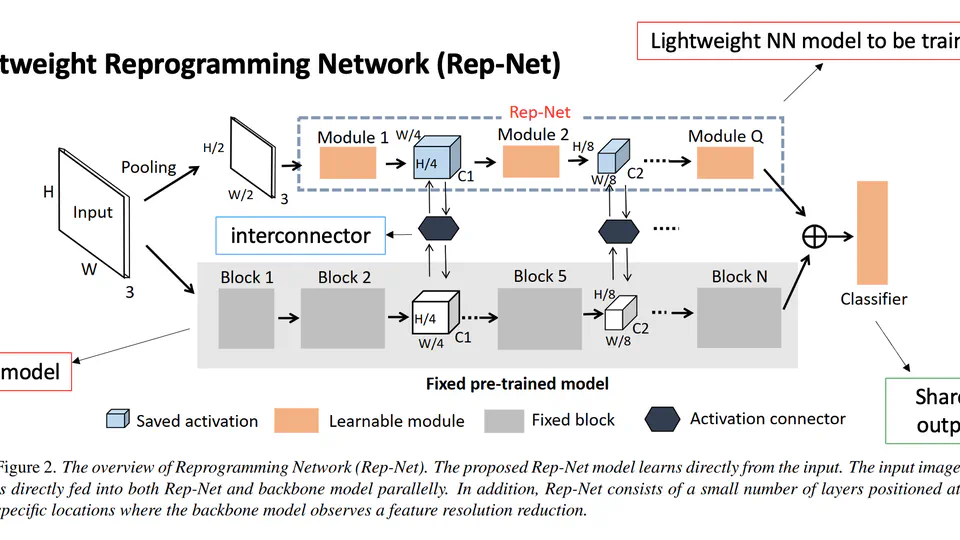 tweight Reprogramming Network (Rep-Net)
Lightweight NN model to be train
Rep-Net
Module 1
W/4
H/4
C1
Module 2
H/8
W/8
C2
Module Q
H/2
W/2
3
Pooling
H
Input
W
3
interconnector
Block 1
Block 2
H/4
W/4
C1
Block 5
H/8
W/8
C2
Block N
Classifier
model
Fixed pre-trained model
Share
outp
Saved activation
Learnable module
Fixed block
Activation connector
Figure 2. The overview of Reprogramming Network (Rep-Net). The proposed Rep-Net model learns directly from the input. The input image
is directly fed into both Rep-Net and backbone model parallelly. In addition, Rep-Net consists of a small number of layers positioned at
specific locations where the backbone model observes a feature resolution reduction.